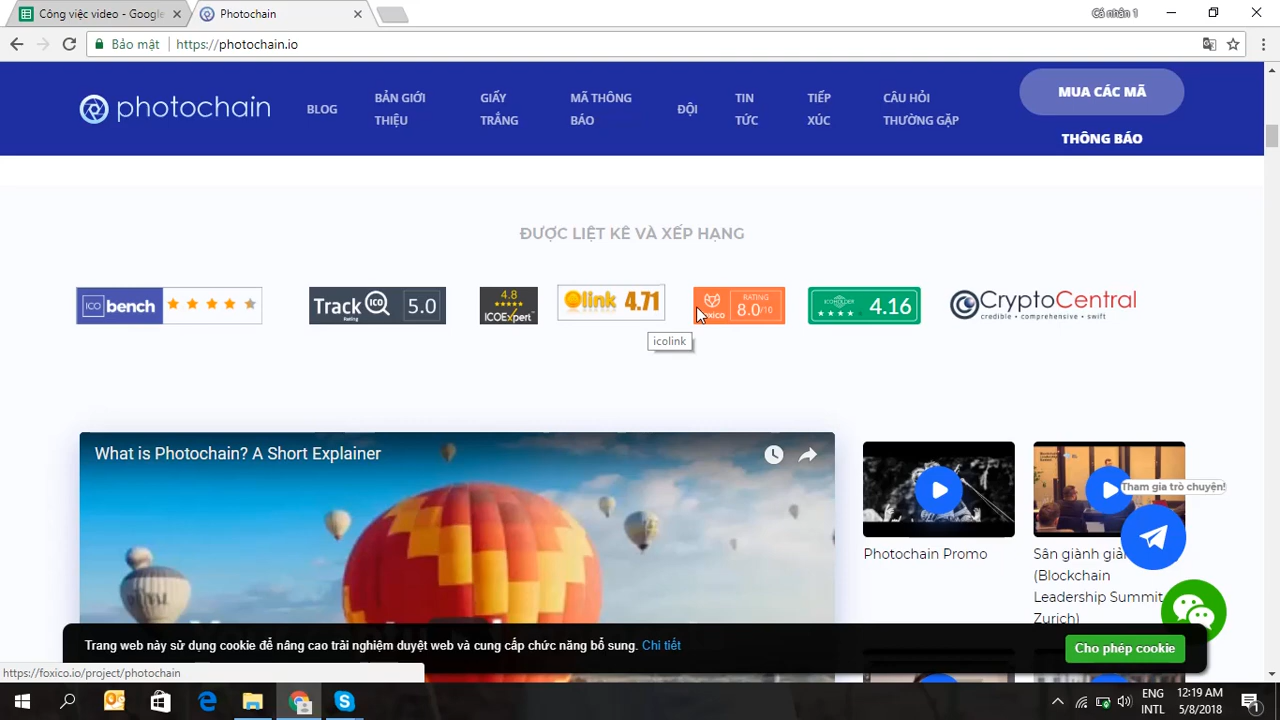 Công việc video - Google
Photochain
Cá nhân 1
Bảo mật
https://photochain.io
photochain
BLOG
BẢN GIỚI THIỆU
GIẤY TRẮNG
MÃ THÔNG BÁO
ĐỘI
TIN TỨC
TIẾP XÚC
CÂU HỎI THƯỜNG GẶP
MUA CÁC MÃ
THÔNG BÁO
ĐƯỢC LIỆT KÊ VÀ XẾP HẠNG
ICO bench
Track ICO Rating 5.0
4.8 ICOExpert
link 4.71
foxico RATING 8.0/10
ICOHOLDER 4.16
CryptoCentral
credible • comprehensive • swift
icolink
What is Photochain? A Short Explainer
Tham gia trò chuyện!
Photochain Promo
Sân giành giải
(Blockchain
Leadership Summit
Zurich)
Trang web này sử dụng cookie để nâng cao trải nghiệm duyệt web và cung cấp chức năng bổ sung. Chi tiết
Cho phép cookie
https://foxico.io/project/photochain
ENG
INTL
12:19 AM
5/8/2018
1